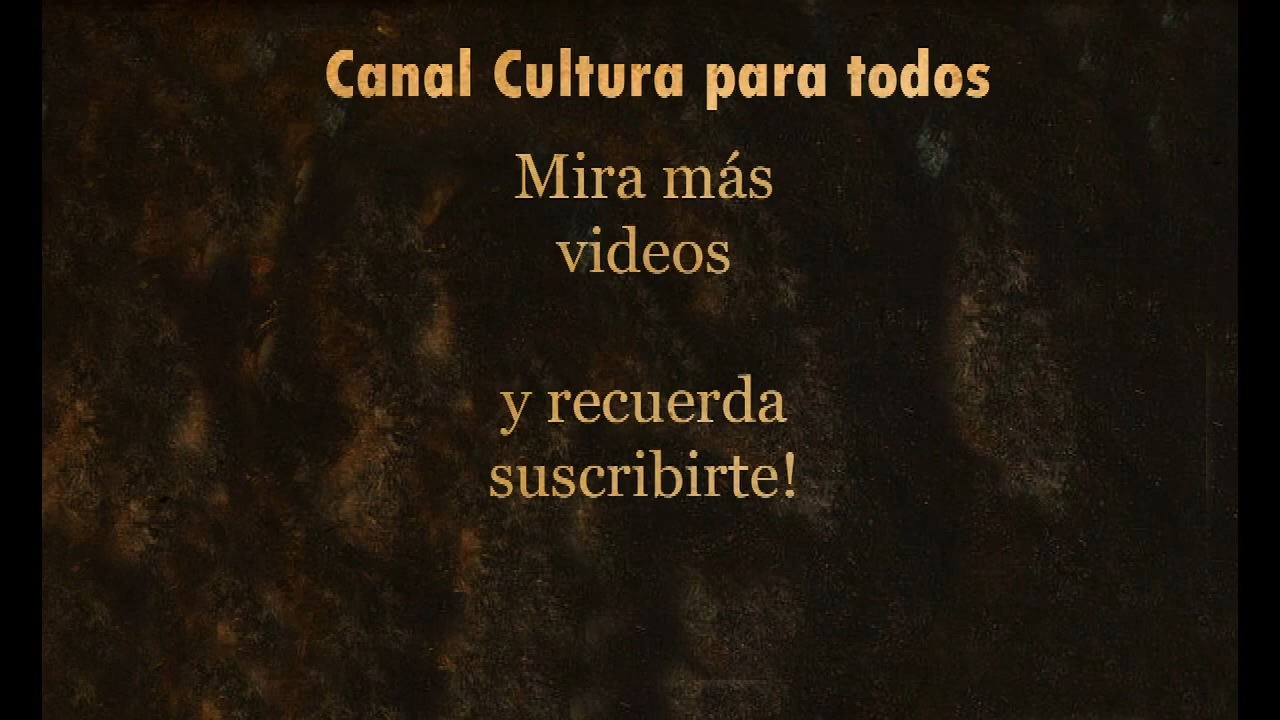 Canal Cultura para todos
Mira más
videos
y recuerda
suscribirte!